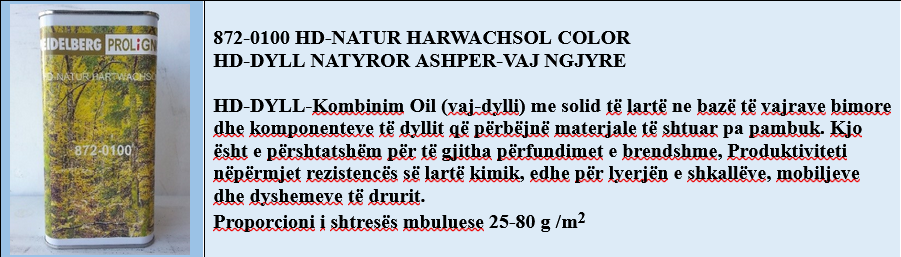 HEIDELBERG PROLiGN
HD-NATUR HARTWACHSÖL
872-0100
872-0100 HD-NATUR HARWACHSOL COLOR
HD-DYLL NATYROR ASHPER-VAJ NGJYRE
HD-DYLL-Kombinim Oil (vaj-dylli) me solid të lartë ne bazë të vajrave bimore
dhe komponenteve të dyllit që përbëjnë materjale të shtuar pa pambuk. Kjo
ësht e përshtatshëm për të gjitha përfundimet e brendshme, Produktiviteti
nëpërmjet rezistencës së lartë kimik, edhe për lyerjën e shkallëve, mobiljeve
dhe dyshemeve të drurit.
Proporcioni i shtresës mbuluese 25-80 g /m²